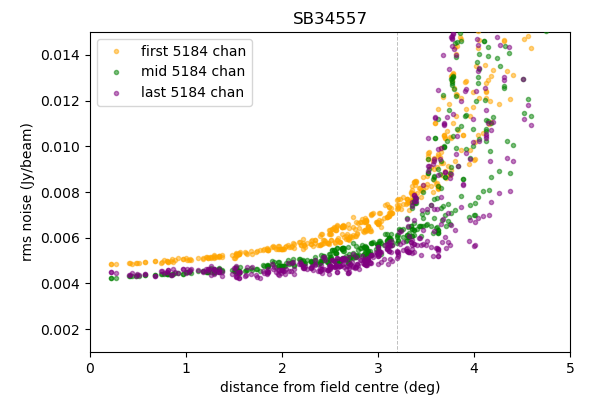 SB34557
first 5184 chan
mid 5184 chan
last 5184 chan
rms noise (Jy/beam)
0.014
0.012
0.010
0.008
0.006
0.004
0.002
0 1 2 3 4 5
distance from field centre (deg)